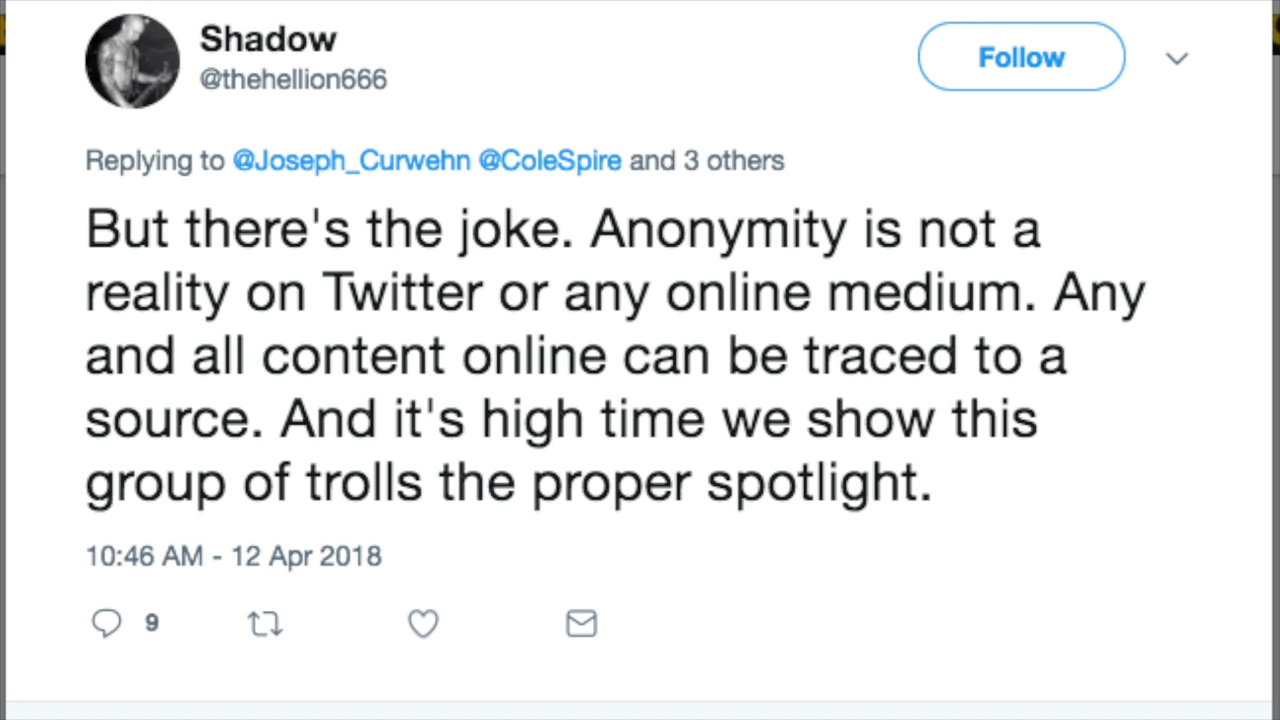 Shadow
@thehellion666
Follow
Replying to @Joseph_Curwehn @ColeSpire and 3 others
But there's the joke. Anonymity is not a
reality on Twitter or any online medium. Any
and all content online can be traced to a
source. And it's high time we show this
group of trolls the proper spotlight.
10:46 AM - 12 Apr 2018
9